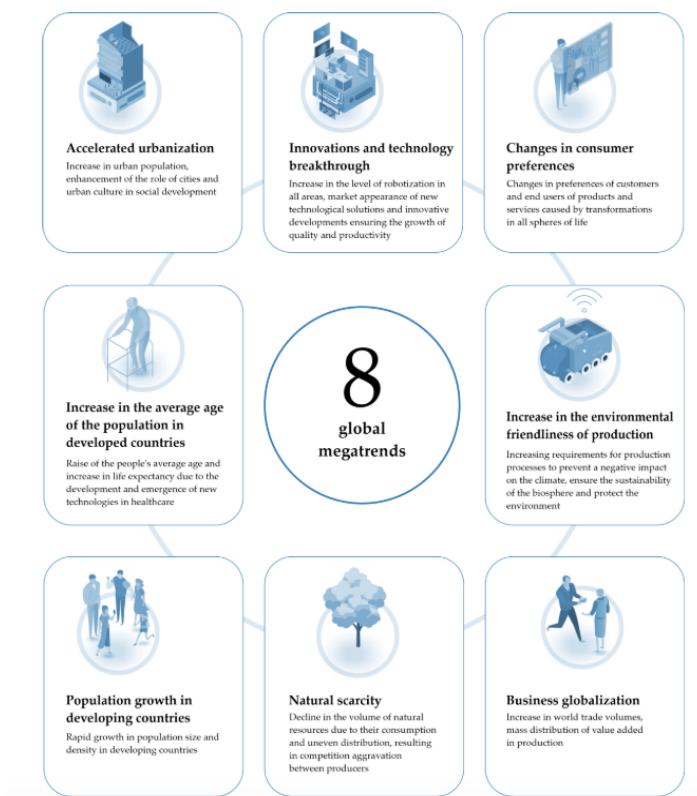 Accelerated urbanization
Increase in urban population,
enhancement of the role of cities and
urban culture in social development
Innovations and technology
breakthrough
Increase in the level of robotization in
all areas, market appearance of new
technological solutions and innovative
developments ensuring the growth of
quality and productivity
Changes in consumer
preferences
Changes in preferences of customers
and end users of products and
services caused by transformations
in all spheres of life
Increase in the average age
of the population in
developed countries
Raise of the people's average age and
increase in life expectancy due to the
development and emergence of new
technologies in healthcare
8
global
megatrends
Increase in the environmental
friendliness of production
Increasing requirements for production
processes to prevent a negative impact
on the climate, ensure the sustainability
of the biosphere and protect the
environment
Population growth in
developing countries
Rapid growth in population size and
density in developing countries
Natural scarcity
Decline in the volume of natural
resources due to their consumption
and uneven distribution, resulting
in competition aggravation
between producers
Business globalization
Increase in world trade volumes,
mass distribution of value added
in production